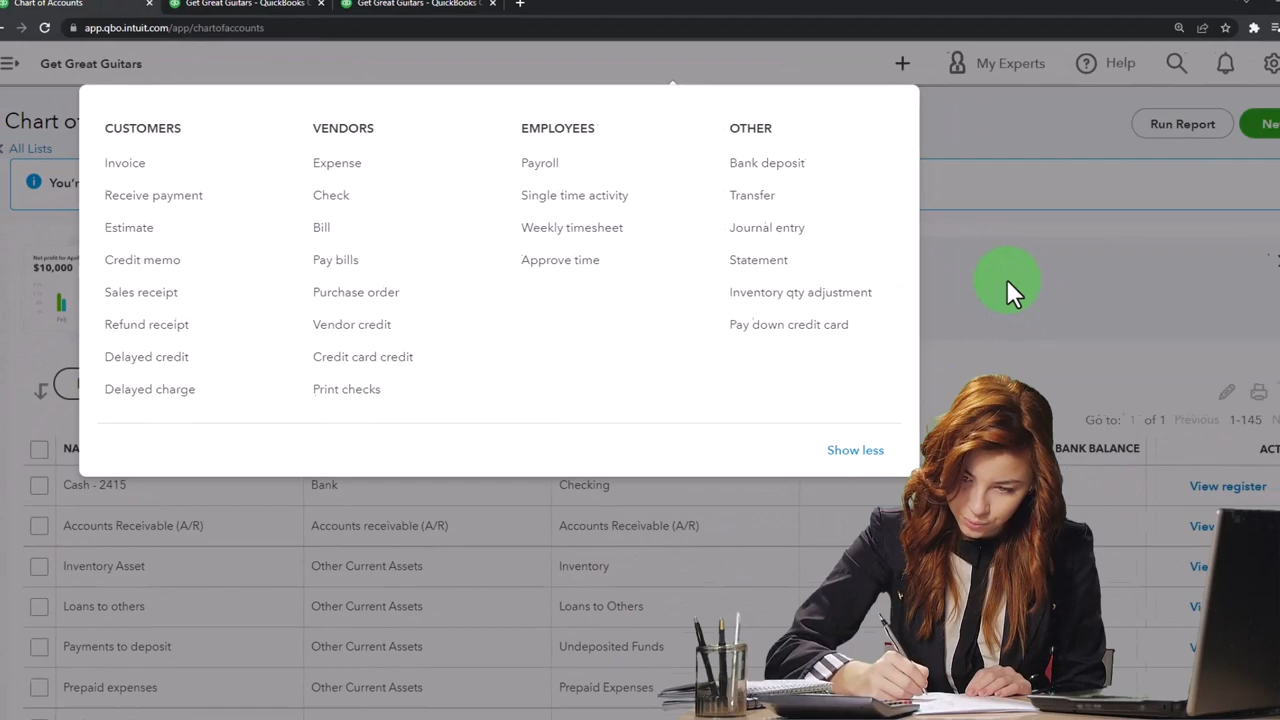 Chart of Accounts
Get Great Guitars - QuickBooks
Get Great Guitars - QuickBooks
app.qbo.intuit.com/app/chartofaccounts
Get Great Guitars
My Experts
Help
Chart of
All Lists
Run Report
You're
CUSTOMERS
Invoice
Receive payment
Estimate
Credit memo
Sales receipt
Refund receipt
Delayed credit
Delayed charge
VENDORS
Expense
Check
Bill
Pay bills
Purchase order
Vendor credit
Credit card credit
Print checks
EMPLOYEES
Payroll
Single time activity
Weekly timesheet
Approve time
OTHER
Bank deposit
Transfer
Journal entry
Statement
Inventory qty adjustment
Pay down credit card
Show less
$10,000
Go to: 1 of 1 Previous 1-145
BANK BALANCE
Cash - 2415 Bank Checking View register
Accounts Receivable (A/R) Accounts receivable (A/R) Accounts Receivable (A/R)
Inventory Asset Other Current Assets Inventory
Loans to others Other Current Assets Loans to Others
Payments to deposit Other Current Assets Undeposited Funds
Prepaid expenses Other Current Assets Prepaid Expenses